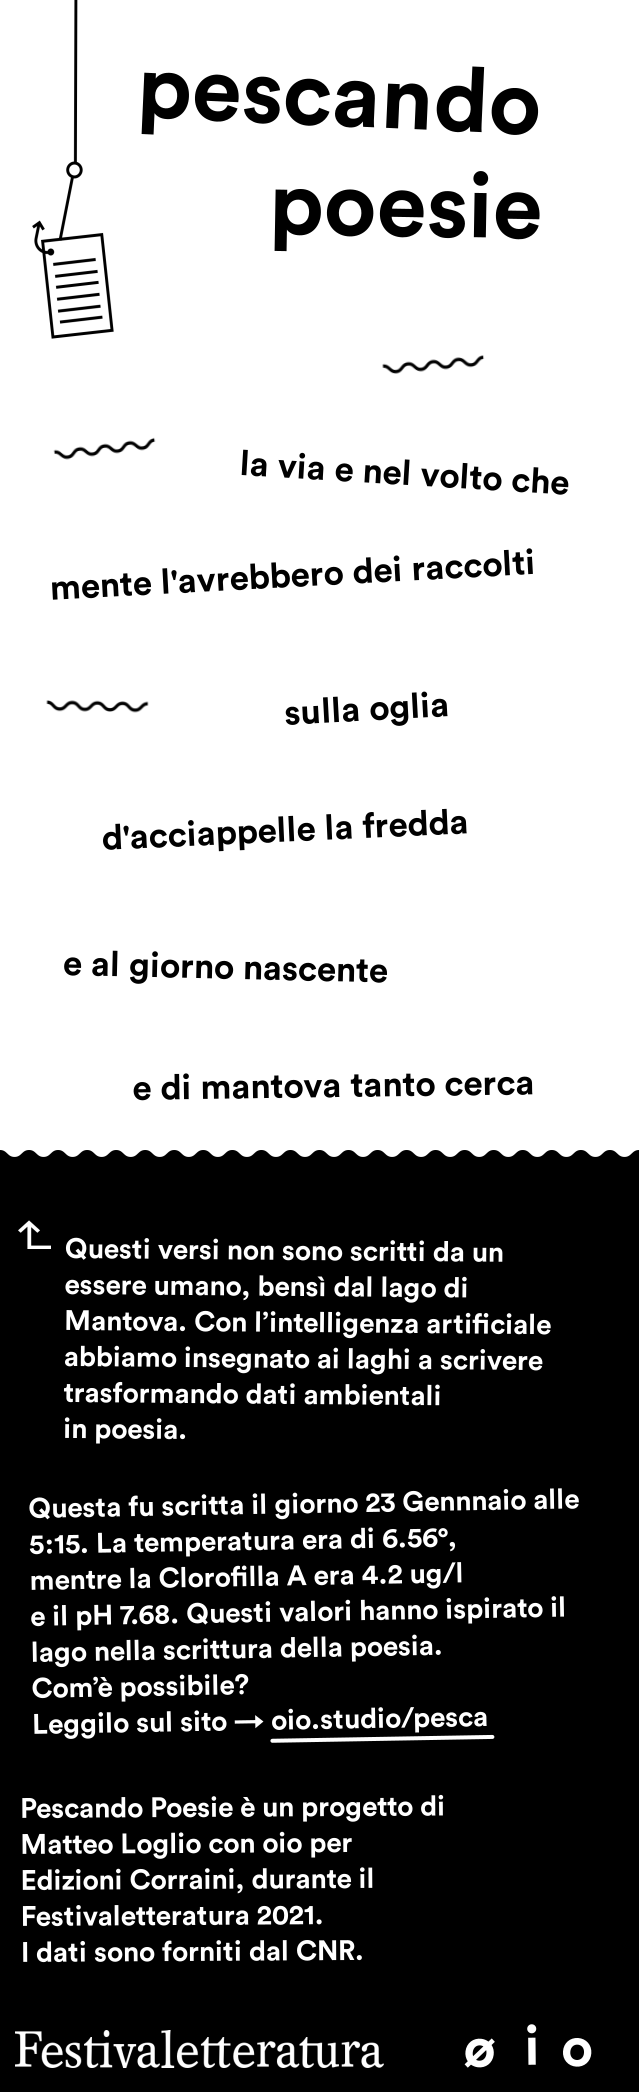 pescando
poesie
la via e nel volto che
mente l'avrebbero dei raccolti
sulla oglia
d'acciappelle la fredda
e al giorno nascente
e di mantova tanto cerca
Questi versi non sono scritti da un
essere umano, bensì dal lago di
Mantova. Con l’intelligenza artificiale
abbiamo insegnato ai laghi a scrivere
trasformando dati ambientali
in poesia.
Questa fu scritta il giorno 23 Gennnaio alle
5:15. La temperatura era di 6.56°,
mentre la Clorofilla A era 4.2 ug/l
e il pH 7.68. Questi valori hanno ispirato il
lago nella scrittura della poesia.
Com’è possibile?
Leggilo sul sito → oio.studio/pesca
Pescando Poesie è un progetto di
Matteo Loglio con oio per
Edizioni Corraini, durante il
Festivaletteratura 2021.
I dati sono forniti dal CNR.
Festivaletteratura ø i o